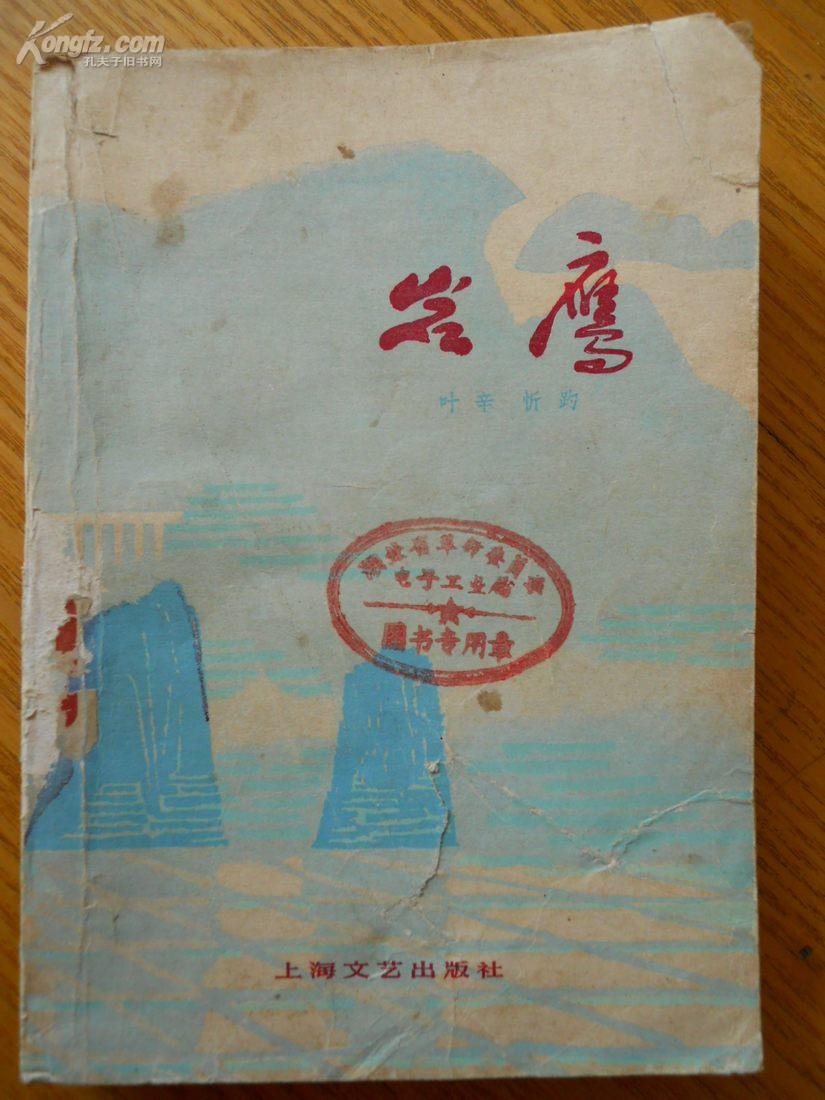 Kongfz.com
孔夫子旧书网
岩鹰
叶辛 忻趵
电子工业
图书专用章
上海文艺出版社